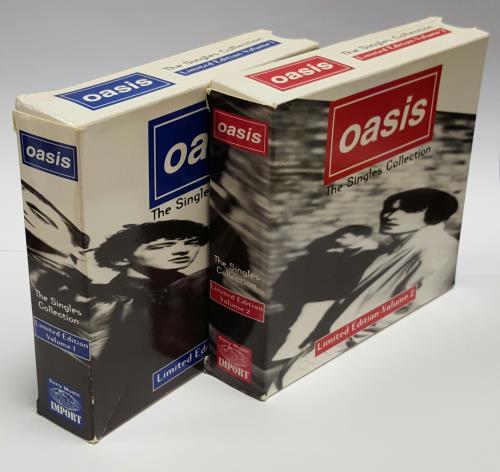 oasis
The Singles Collection
Limited Edition-Volume 1
oasis
oasis
The Singles
Limited Edi
The Singles
Collection
Limited Edition
Volume 1
Sony Music
IMPORT
oasis
The Singles Collection
Limited Edition-Volume 2
oasis
oasis
The Singles Collection
Limited Edition-Volume 2
The Singles
Collection
Limited Edition
Volume 2
Sony Music
IMPORT